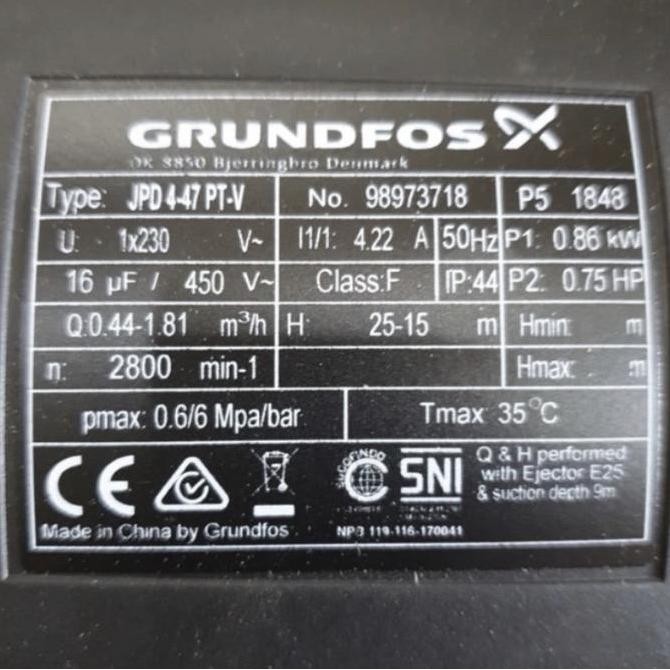 GRUNDFOS
DK 8850 Bjerringbro Denmark
Type: JPD 4-47 PT-V No. 98973718 P5 1848
U: 1x230 V~ I1/1: 4.22 A 50Hz P1: 0.86 kW
16 µF / 450 V~ Class:F IP:44 P2: 0.75 HP
Q:0.44-1.81 m³/h H: 25-15 m Hmin: m
n: 2800 min-1 Hmax: m
pmax: 0.6/6 Mpa/bar Tmax 35°C
CE SNI Q & H performed
with Ejector E25
& suction depth 9m
Made in China by Grundfos NPB 119-116-170041